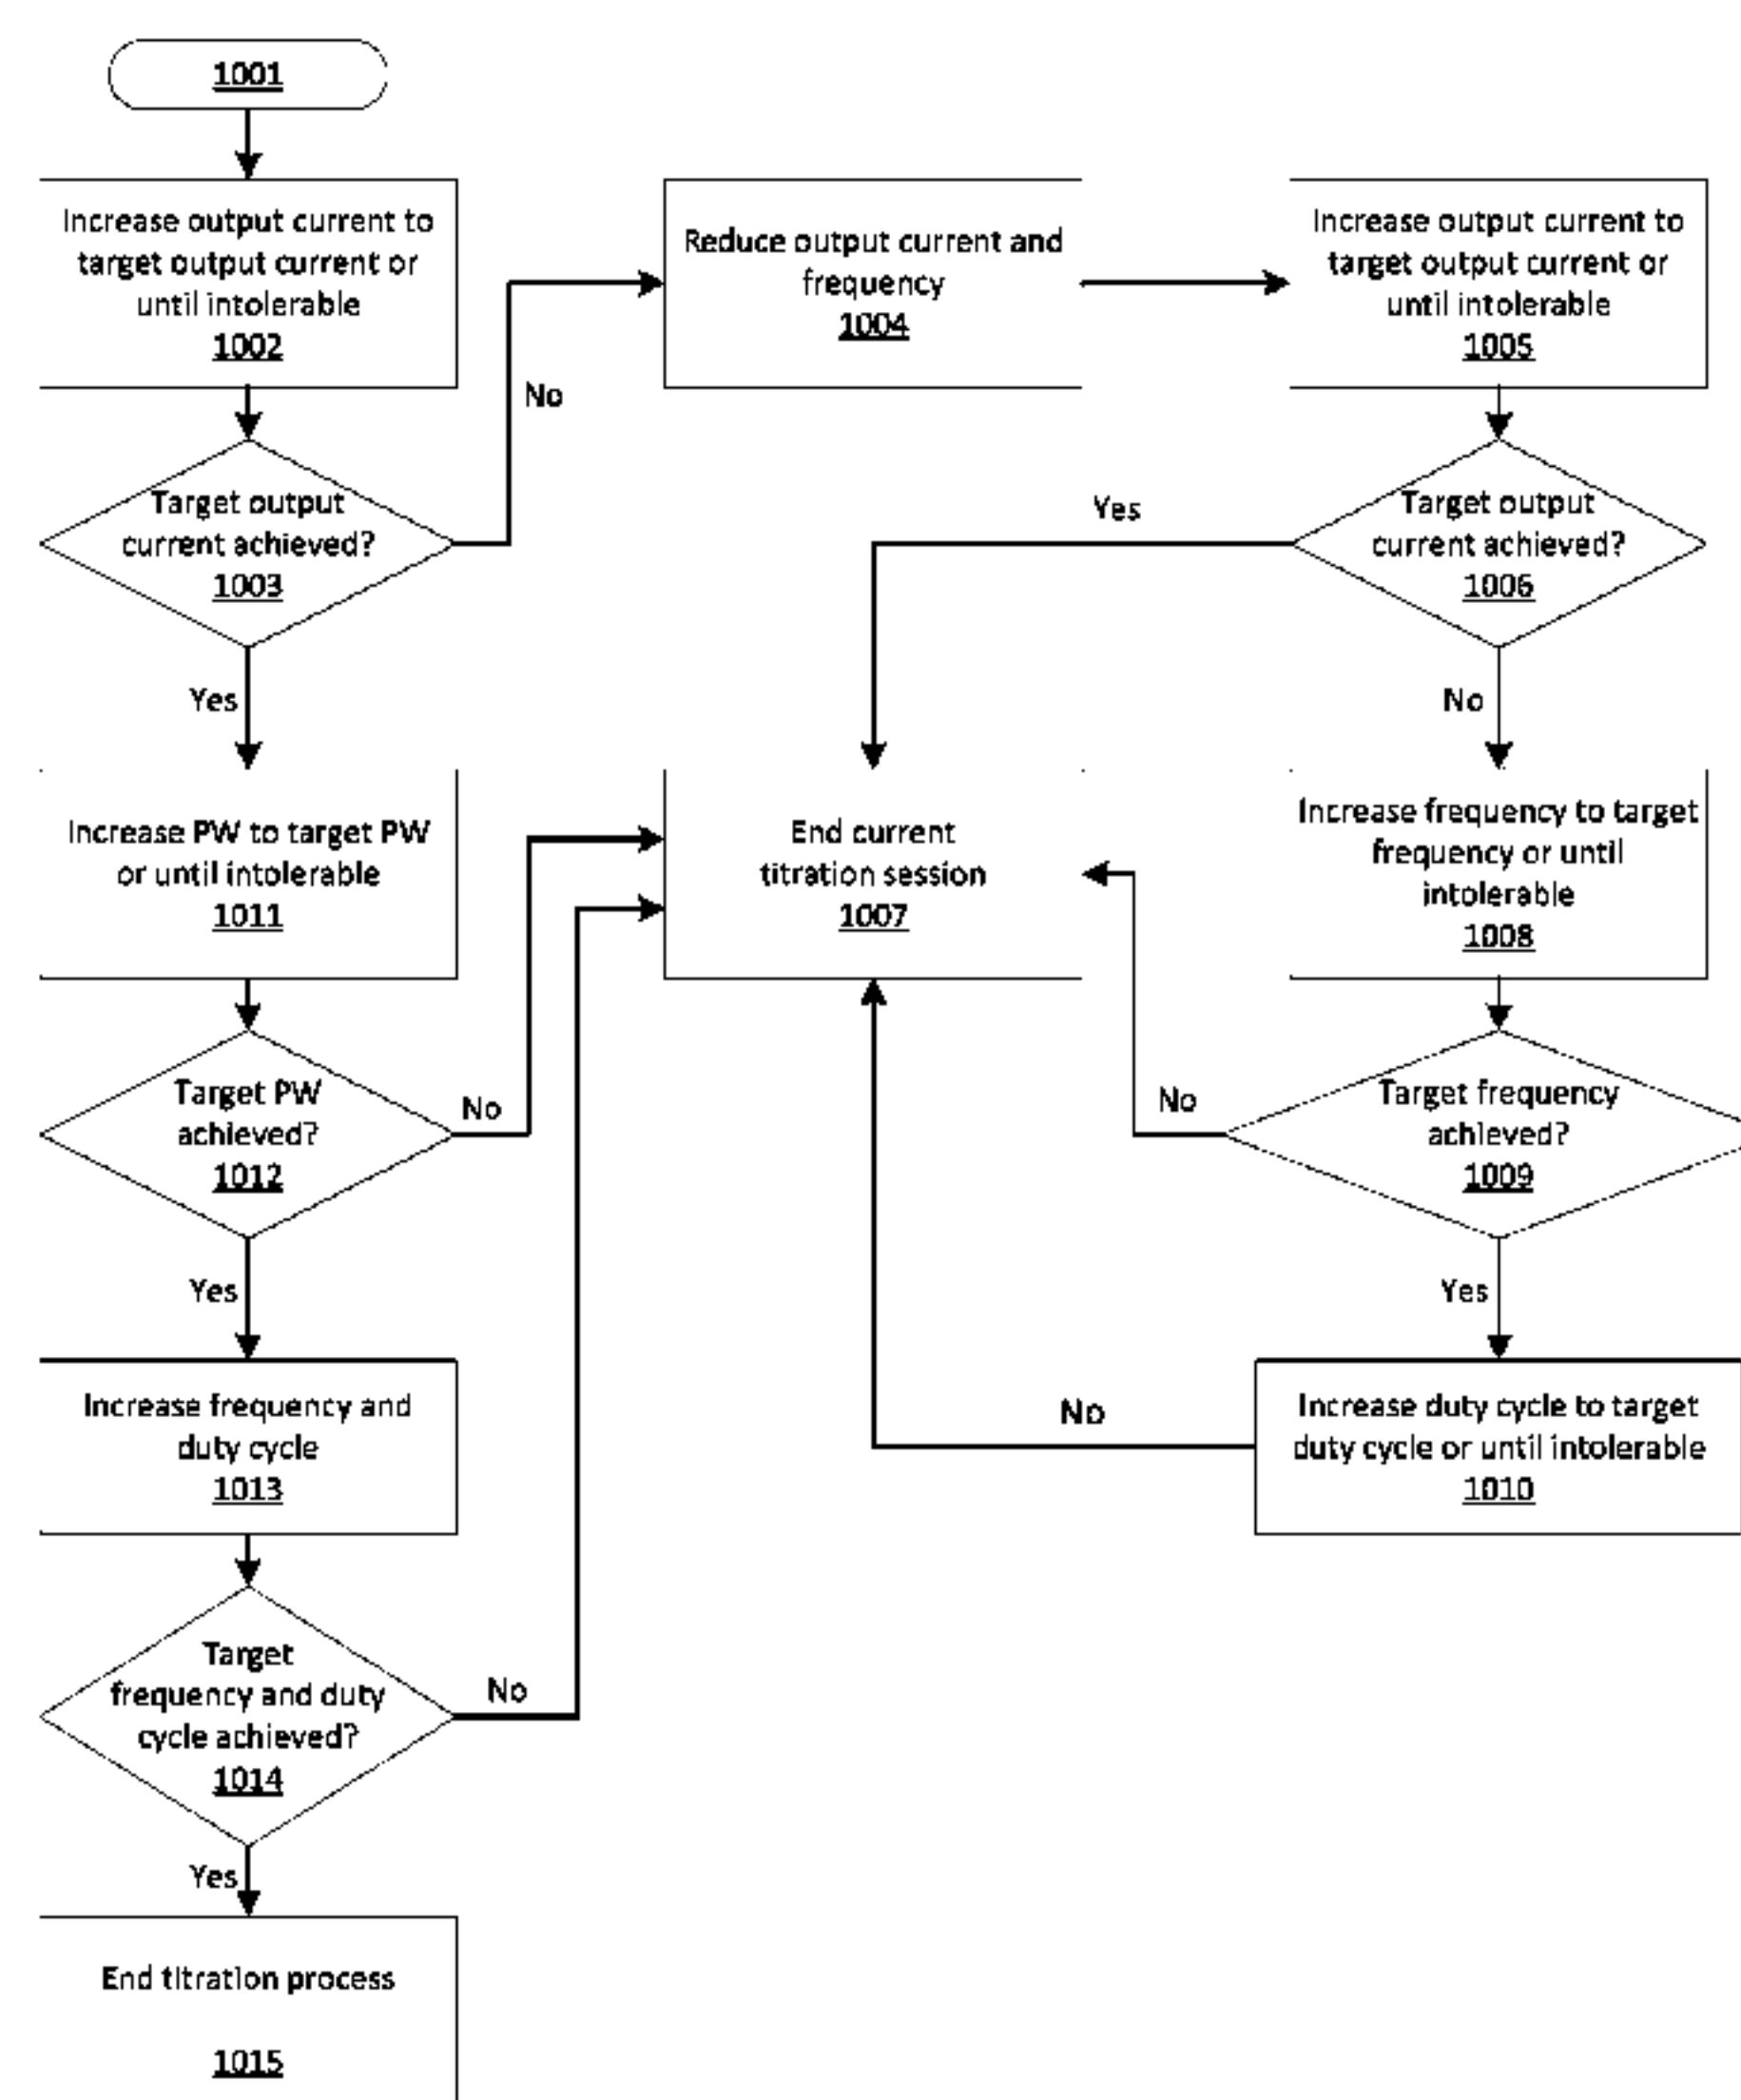 1001
Increase output current to
target output current or
until intolerable
1002
Reduce output current and
frequency
1004
Increase output current to
target output current or
until intolerable
1005
No
Target output
current achieved?
1003
Yes
Target output
current achieved?
1006
Yes
No
Increase PW to target PW
or until intolerable
1011
End current
titration session
1007
Increase frequency to target
frequency or until
intolerable
1008
Target PW
achieved?
1012
No
No
Target frequency
achieved?
1009
Yes
Yes
Increase frequency and
duty cycle
1013
No
Increase duty cycle to target
duty cycle or until intolerable
1010
Target
frequency and duty
cycle achieved?
1014
No
Yes
End titration process
1015